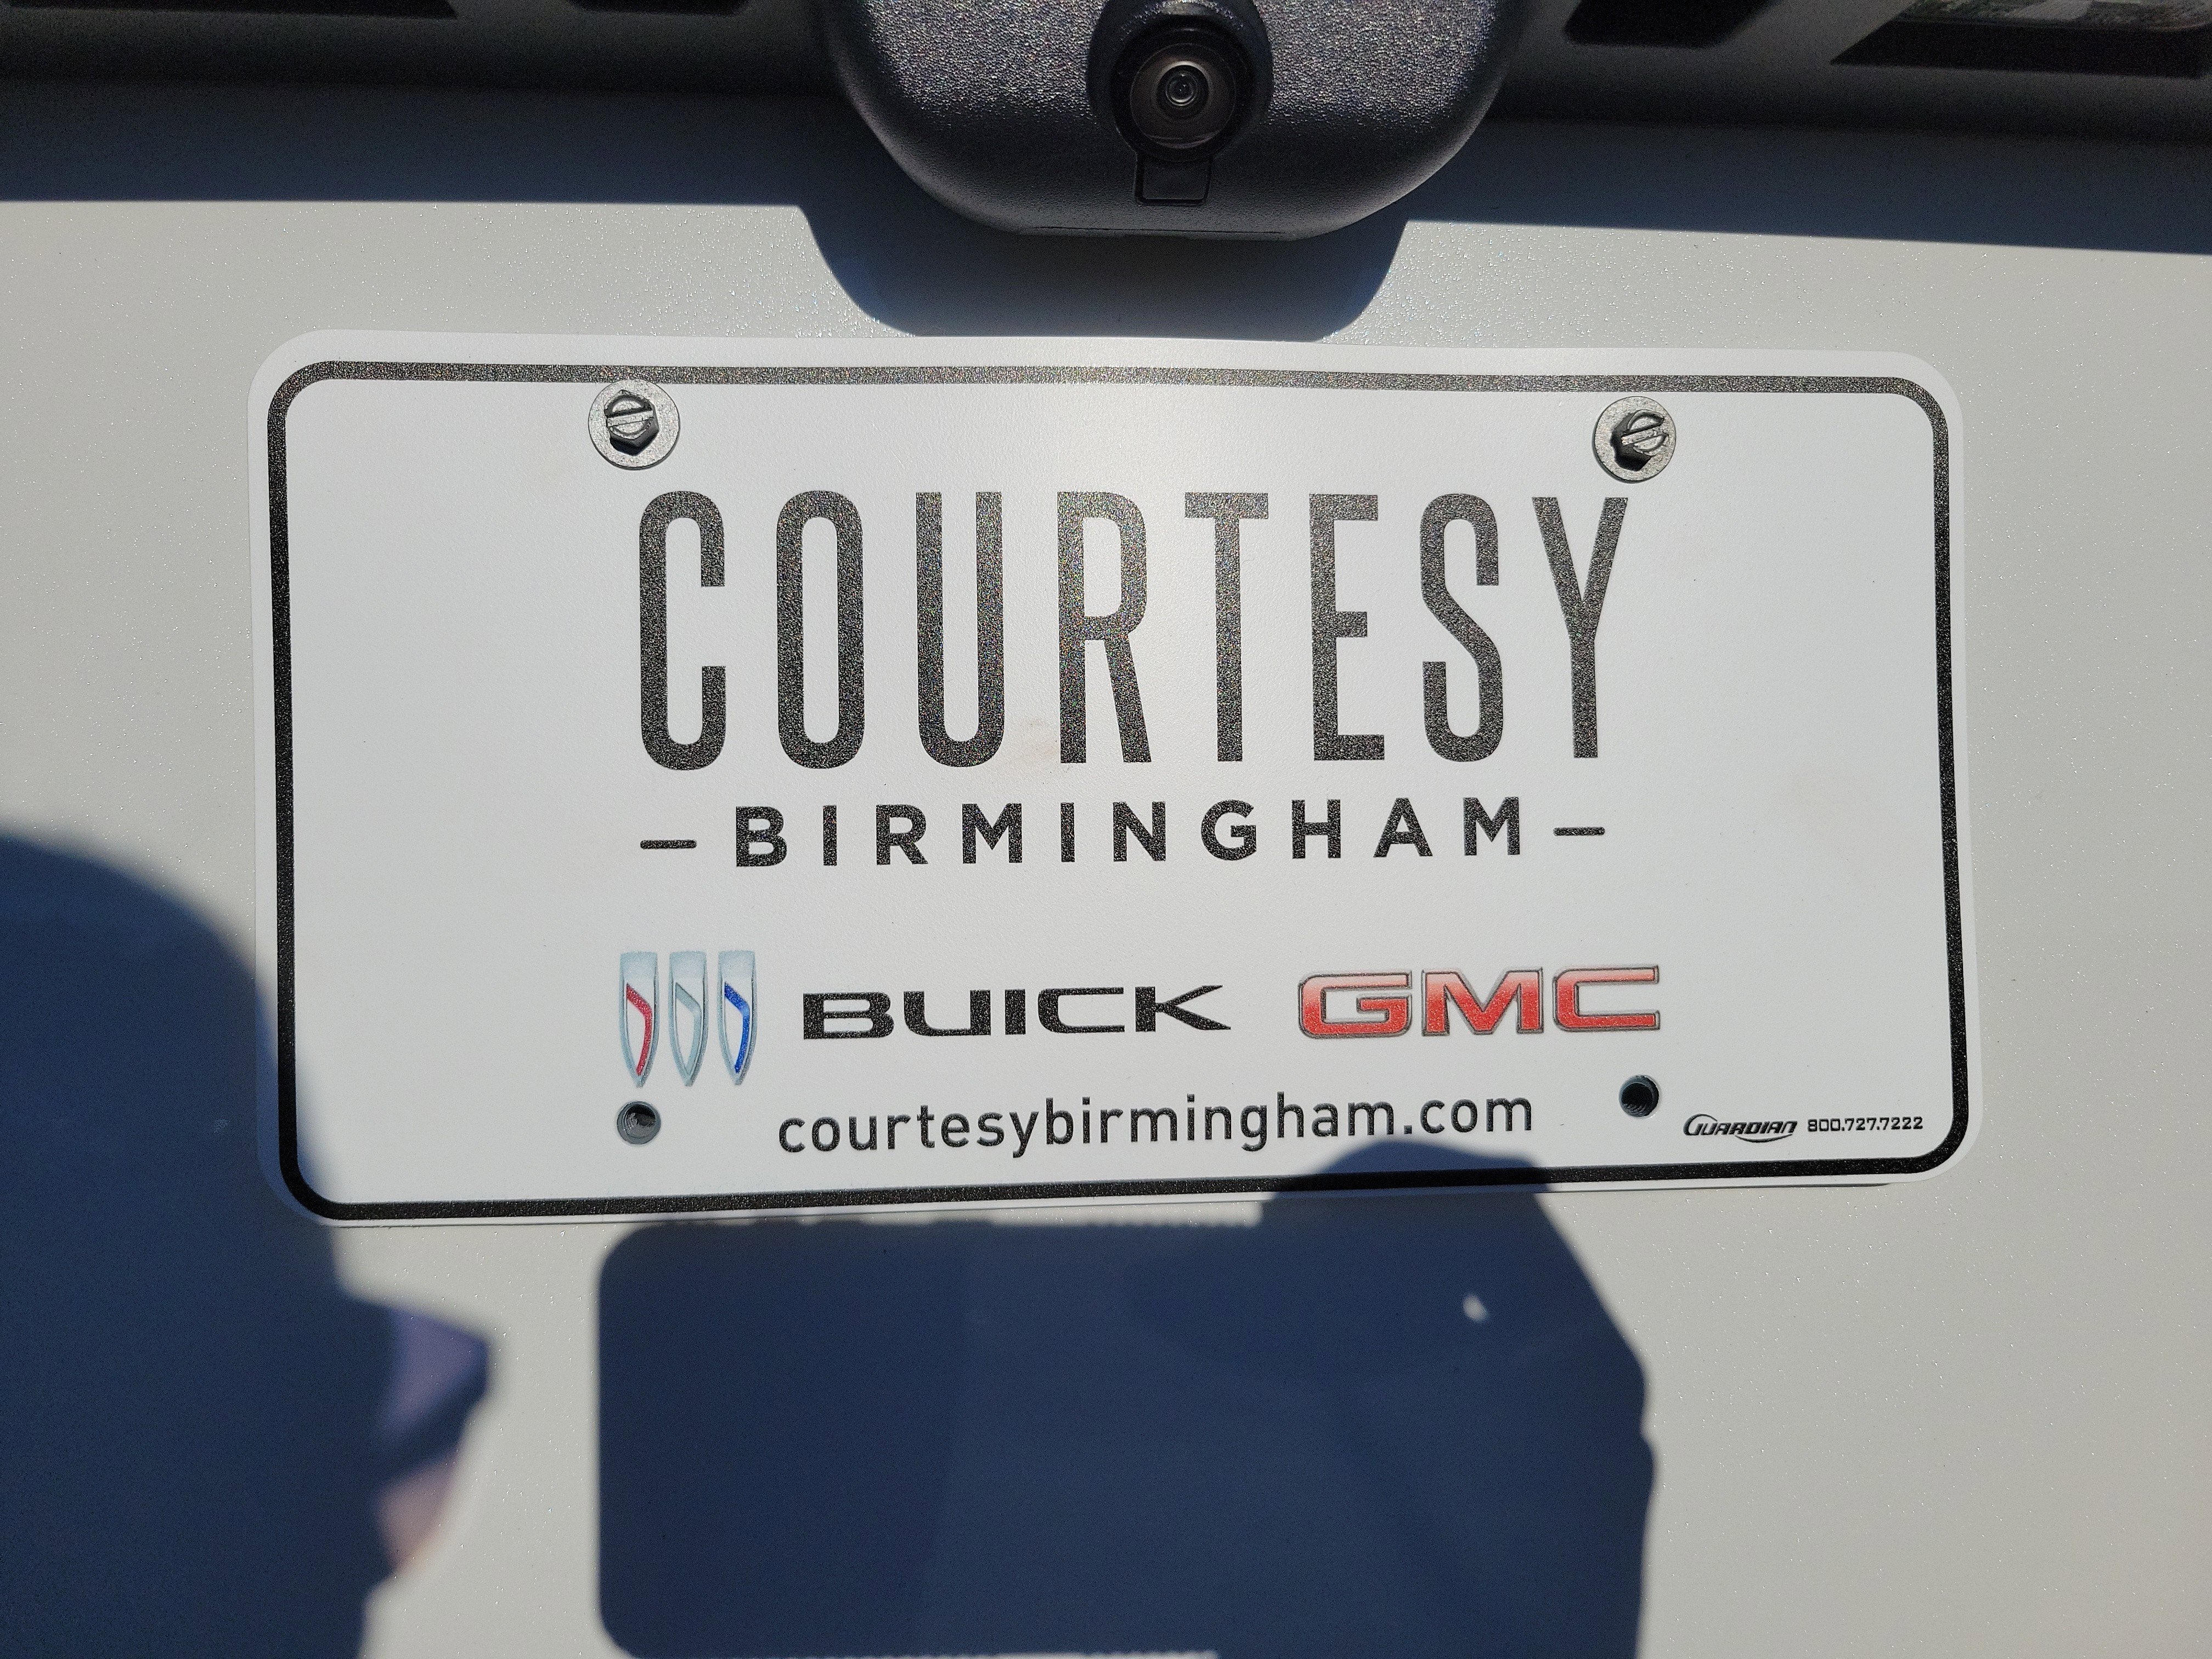 COURTESY
—BIRMINGHAM—
BUICK GMC
courtesybirmingham.com
GUARDIAN 800.727.7222